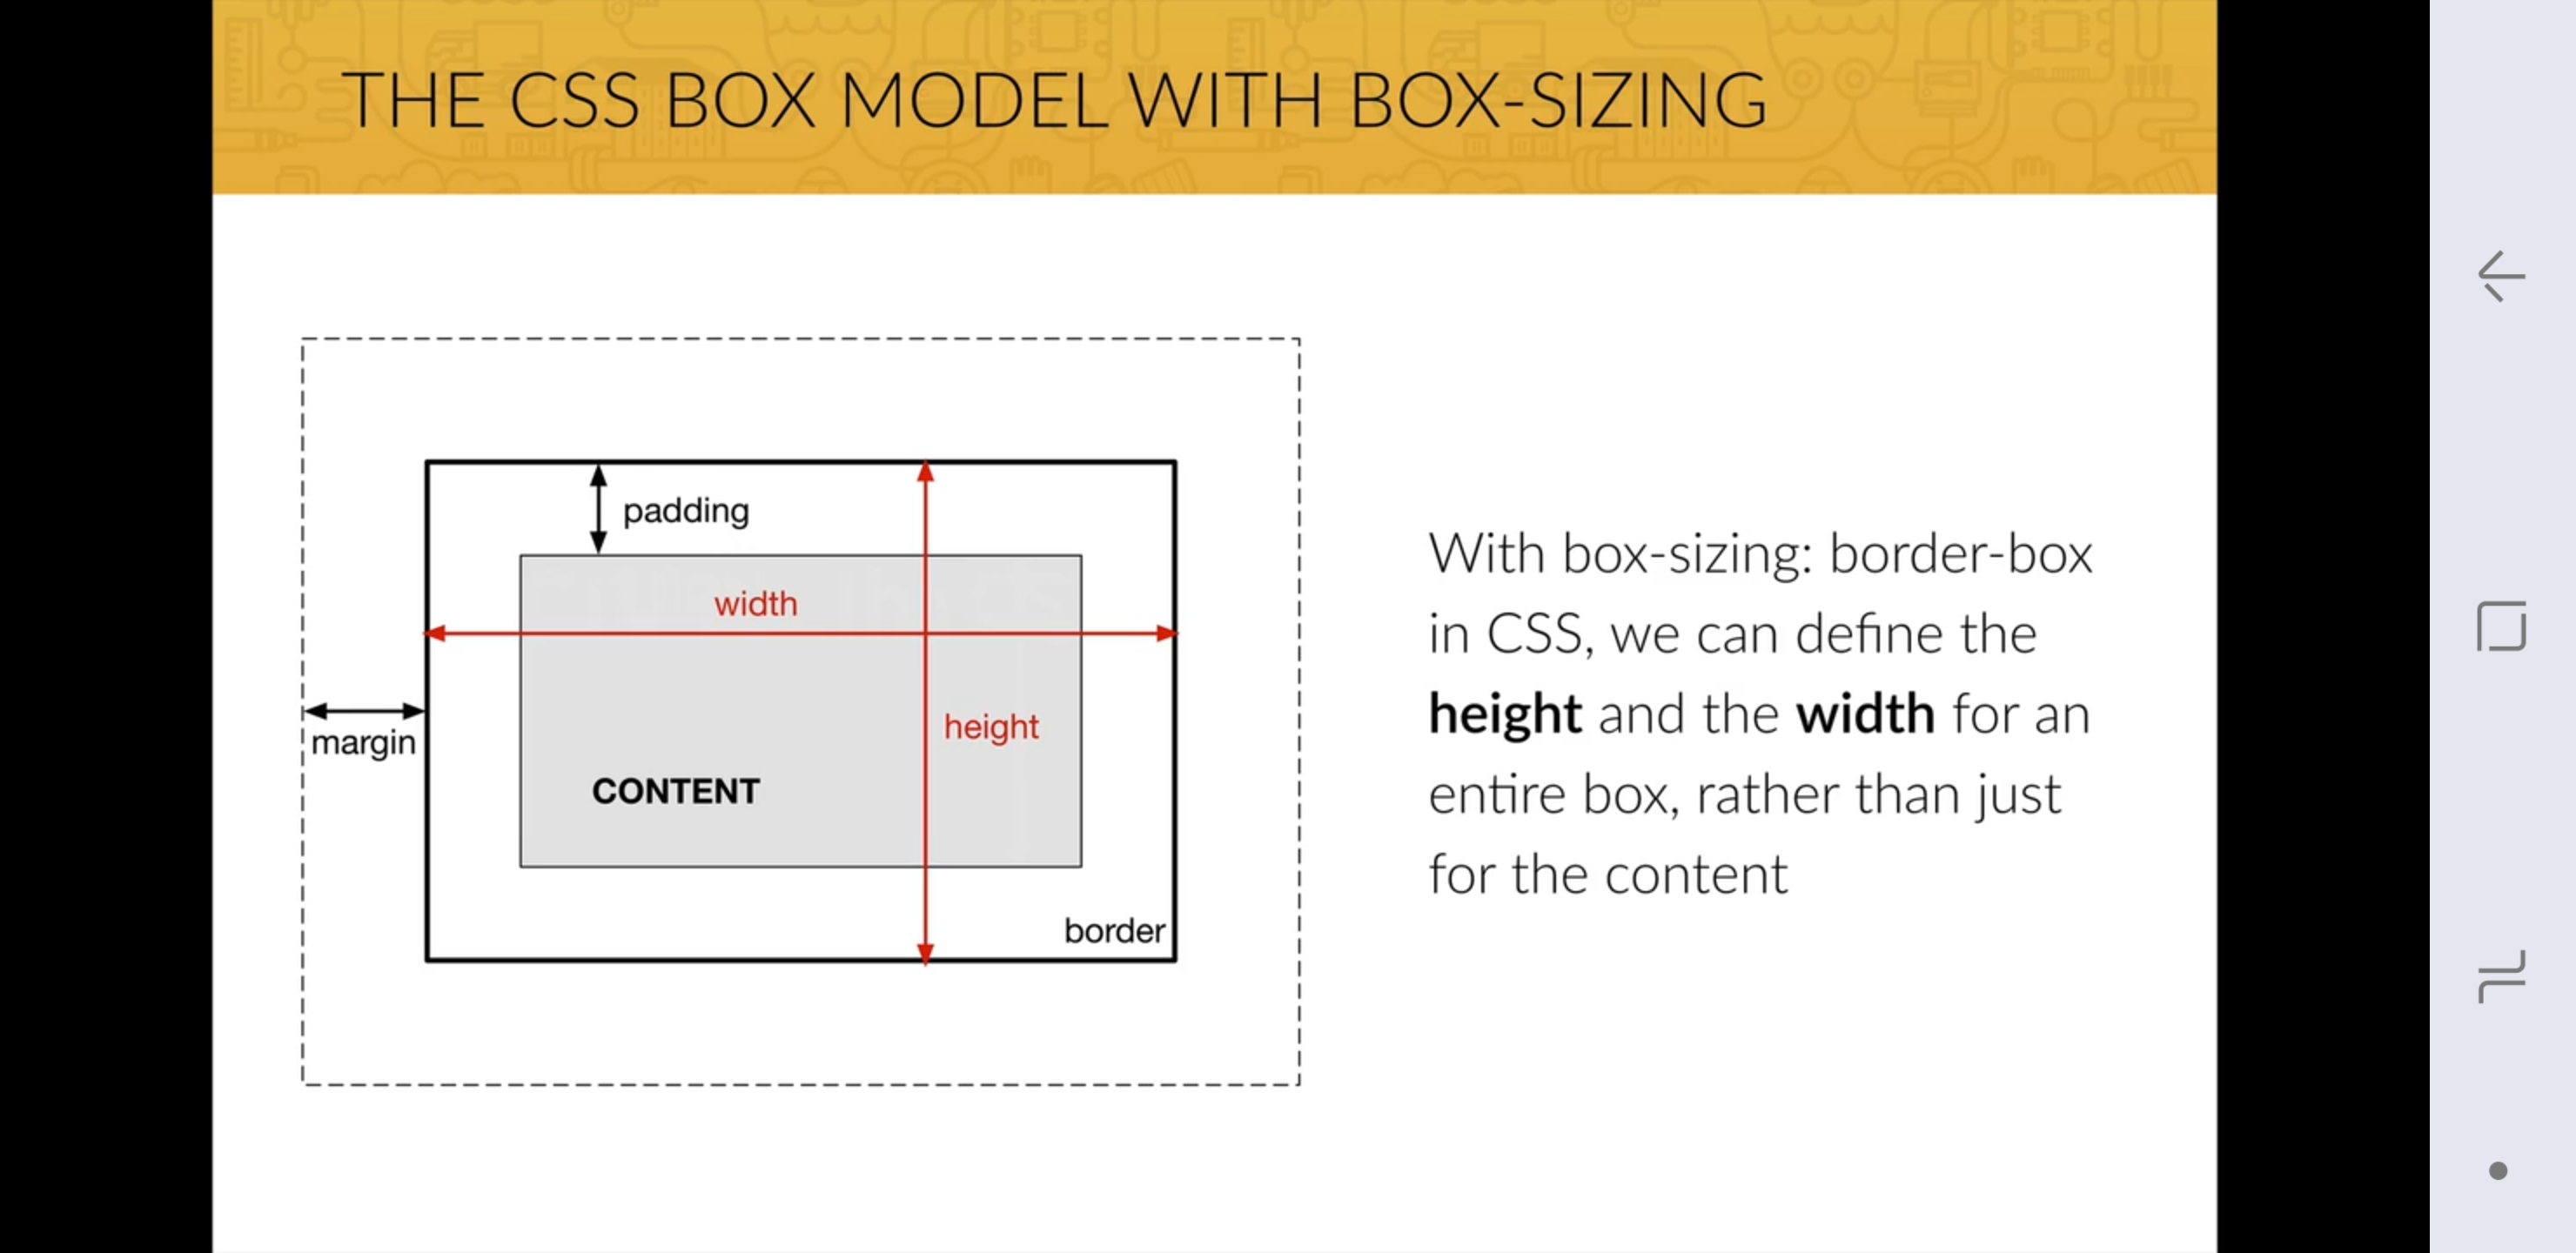 THE CSS BOX MODEL WITH BOX-SIZING
padding
width
margin
height
CONTENT
border
With box-sizing: border-box
in CSS, we can define the
height and the width for an
entire box, rather than just
for the content